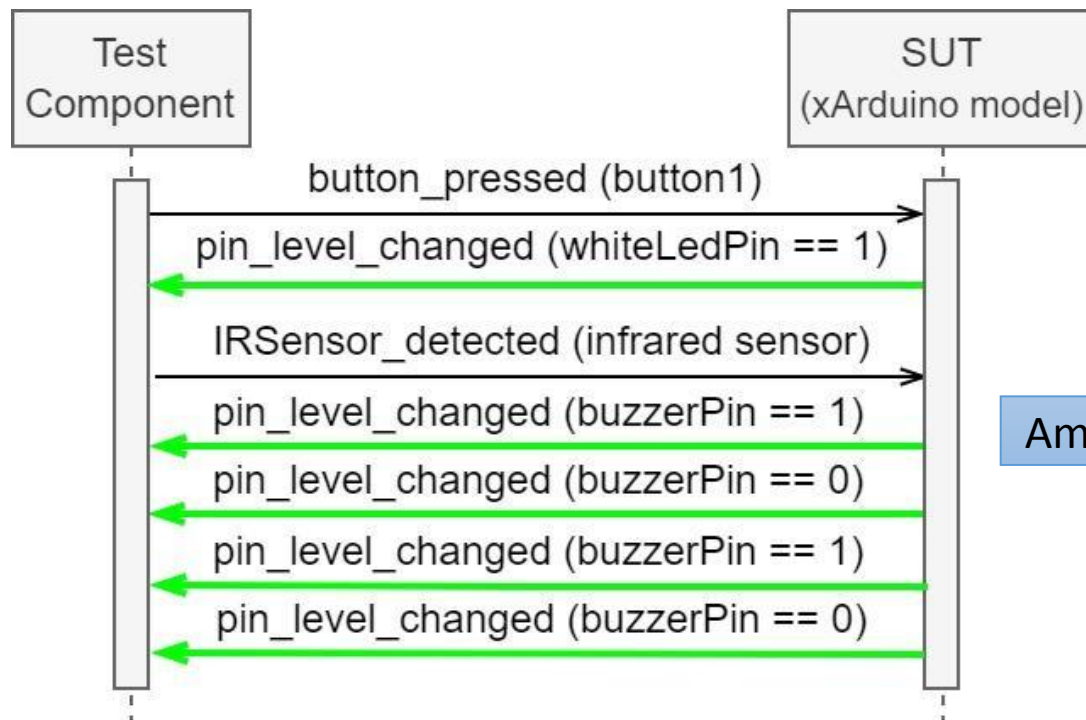 Test
Component
SUT
(xArduino model)
button_pressed (button1)
pin_level_changed (whiteLedPin == 1)
IRSensor_detected (infrared sensor)
pin_level_changed (buzzerPin == 1)
pin_level_changed (buzzerPin == 0)
pin_level_changed (buzzerPin == 1)
pin_level_changed (buzzerPin == 0)